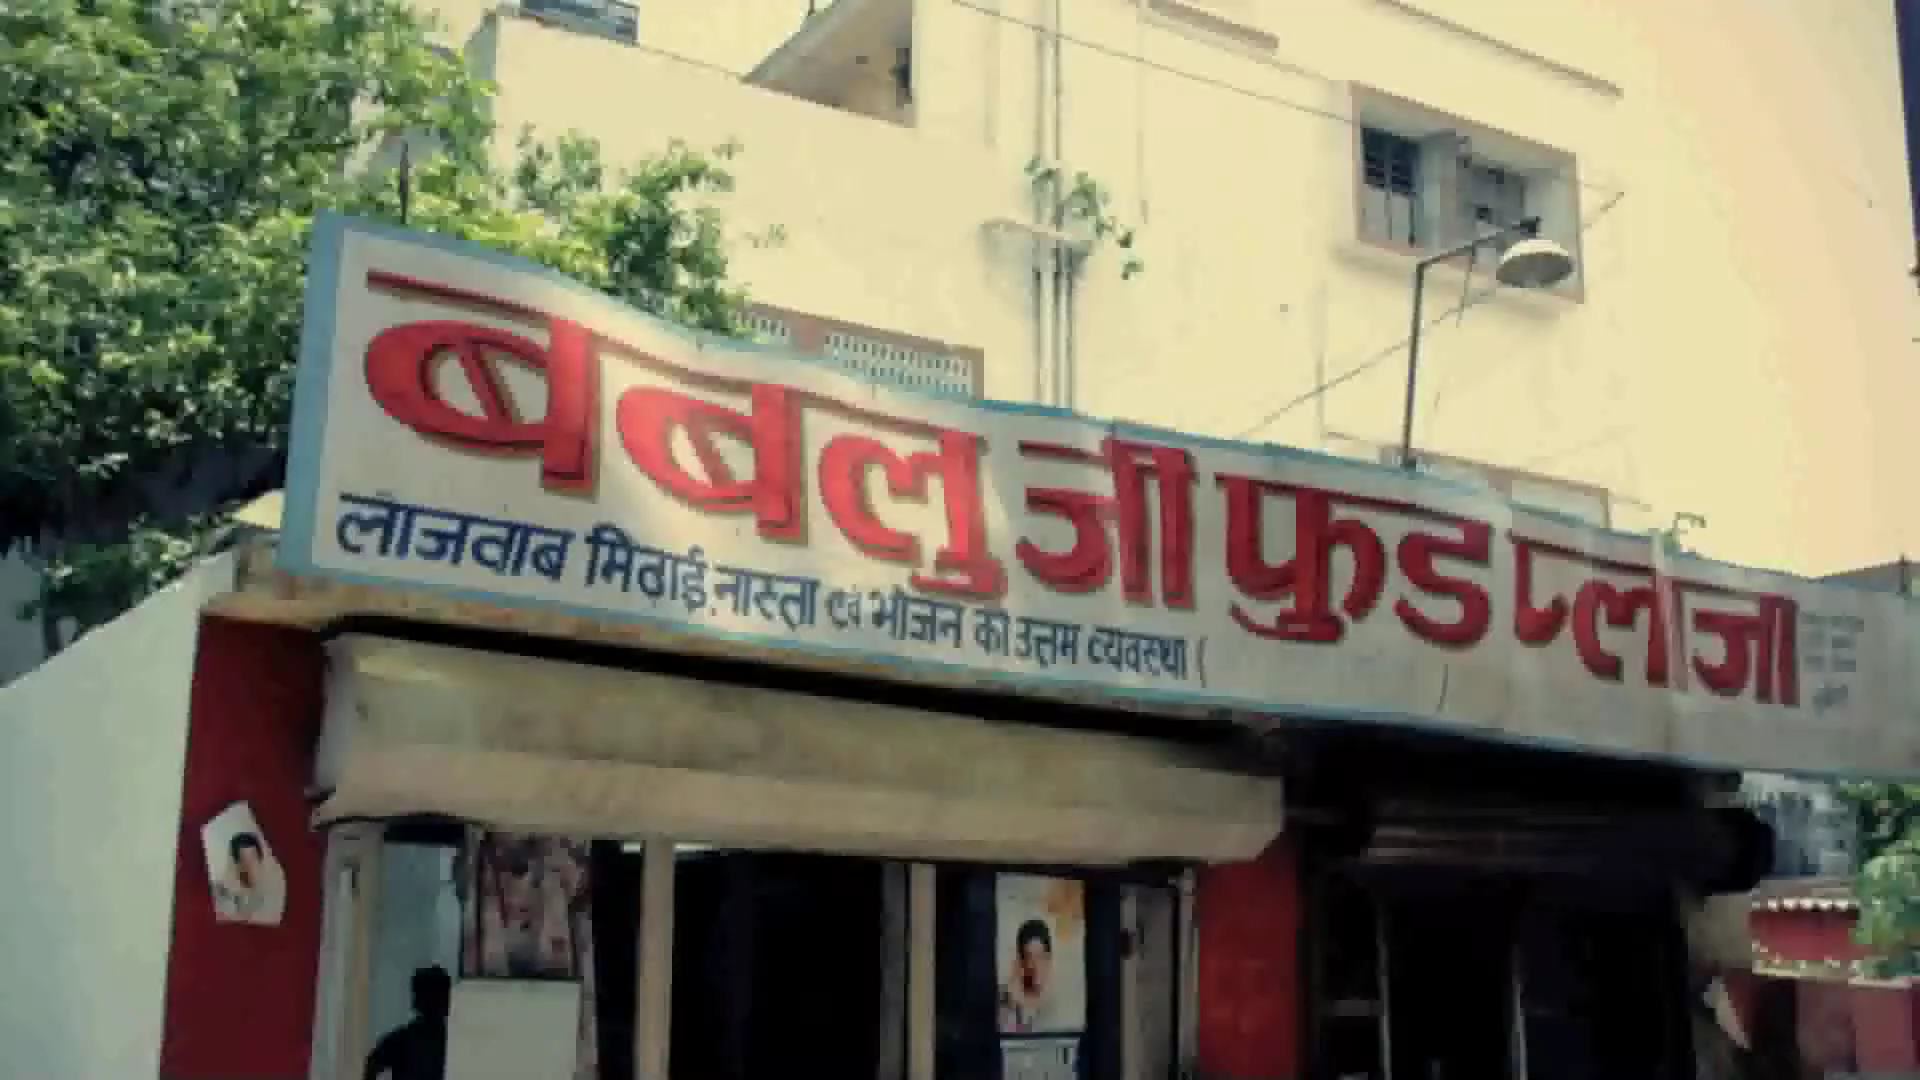 बबलु जी फुड प्लाजा
लाजवाब मिठाई,नास्ता एवं भोजन की उत्तम व्यवस्था (